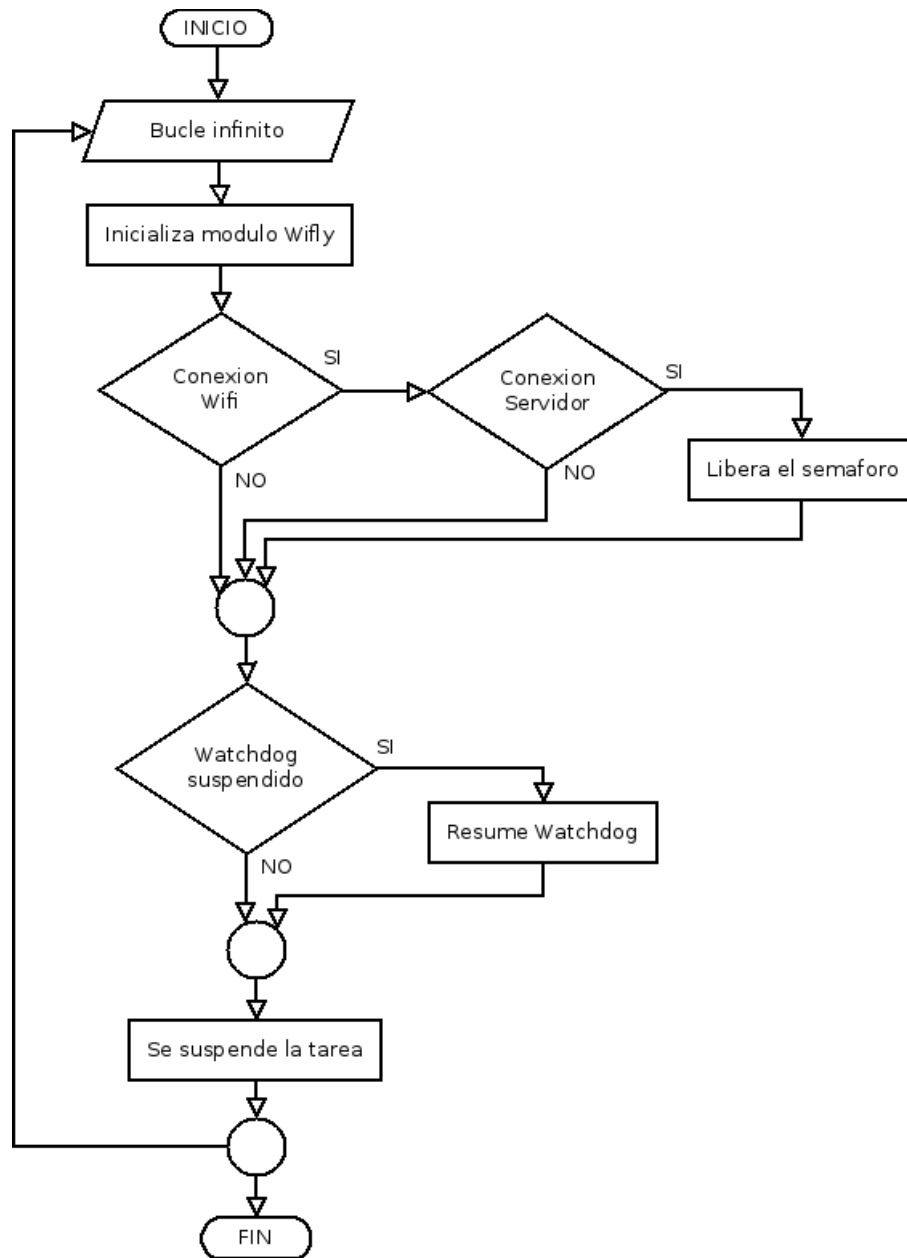 INICIO
Bucle infinito
Inicializa modulo Wifly
Conexion
Wifi
SI
NO
Conexion
Servidor
SI
NO
Libera el semaforo
Watchdog
suspendido
SI
NO
Resume Watchdog
Se suspende la tarea
FIN